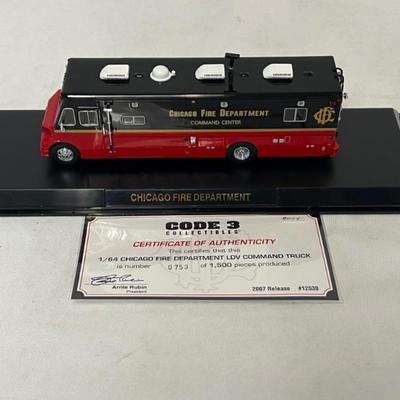 CHICAGO FIRE DEPARTMENT
COMMAND CENTER
CHICAGO FIRE DEPARTMENT
CODE 3
COLLECTIBLES
CERTIFICATE OF AUTHENTICITY
This certifies that this
1/64 CHICAGO FIRE DEPARTMENT LDV COMMAND TRUCK
is number 0753 of 1,500 pieces produced.
Arnie Rubin
President
2007 Release #12539